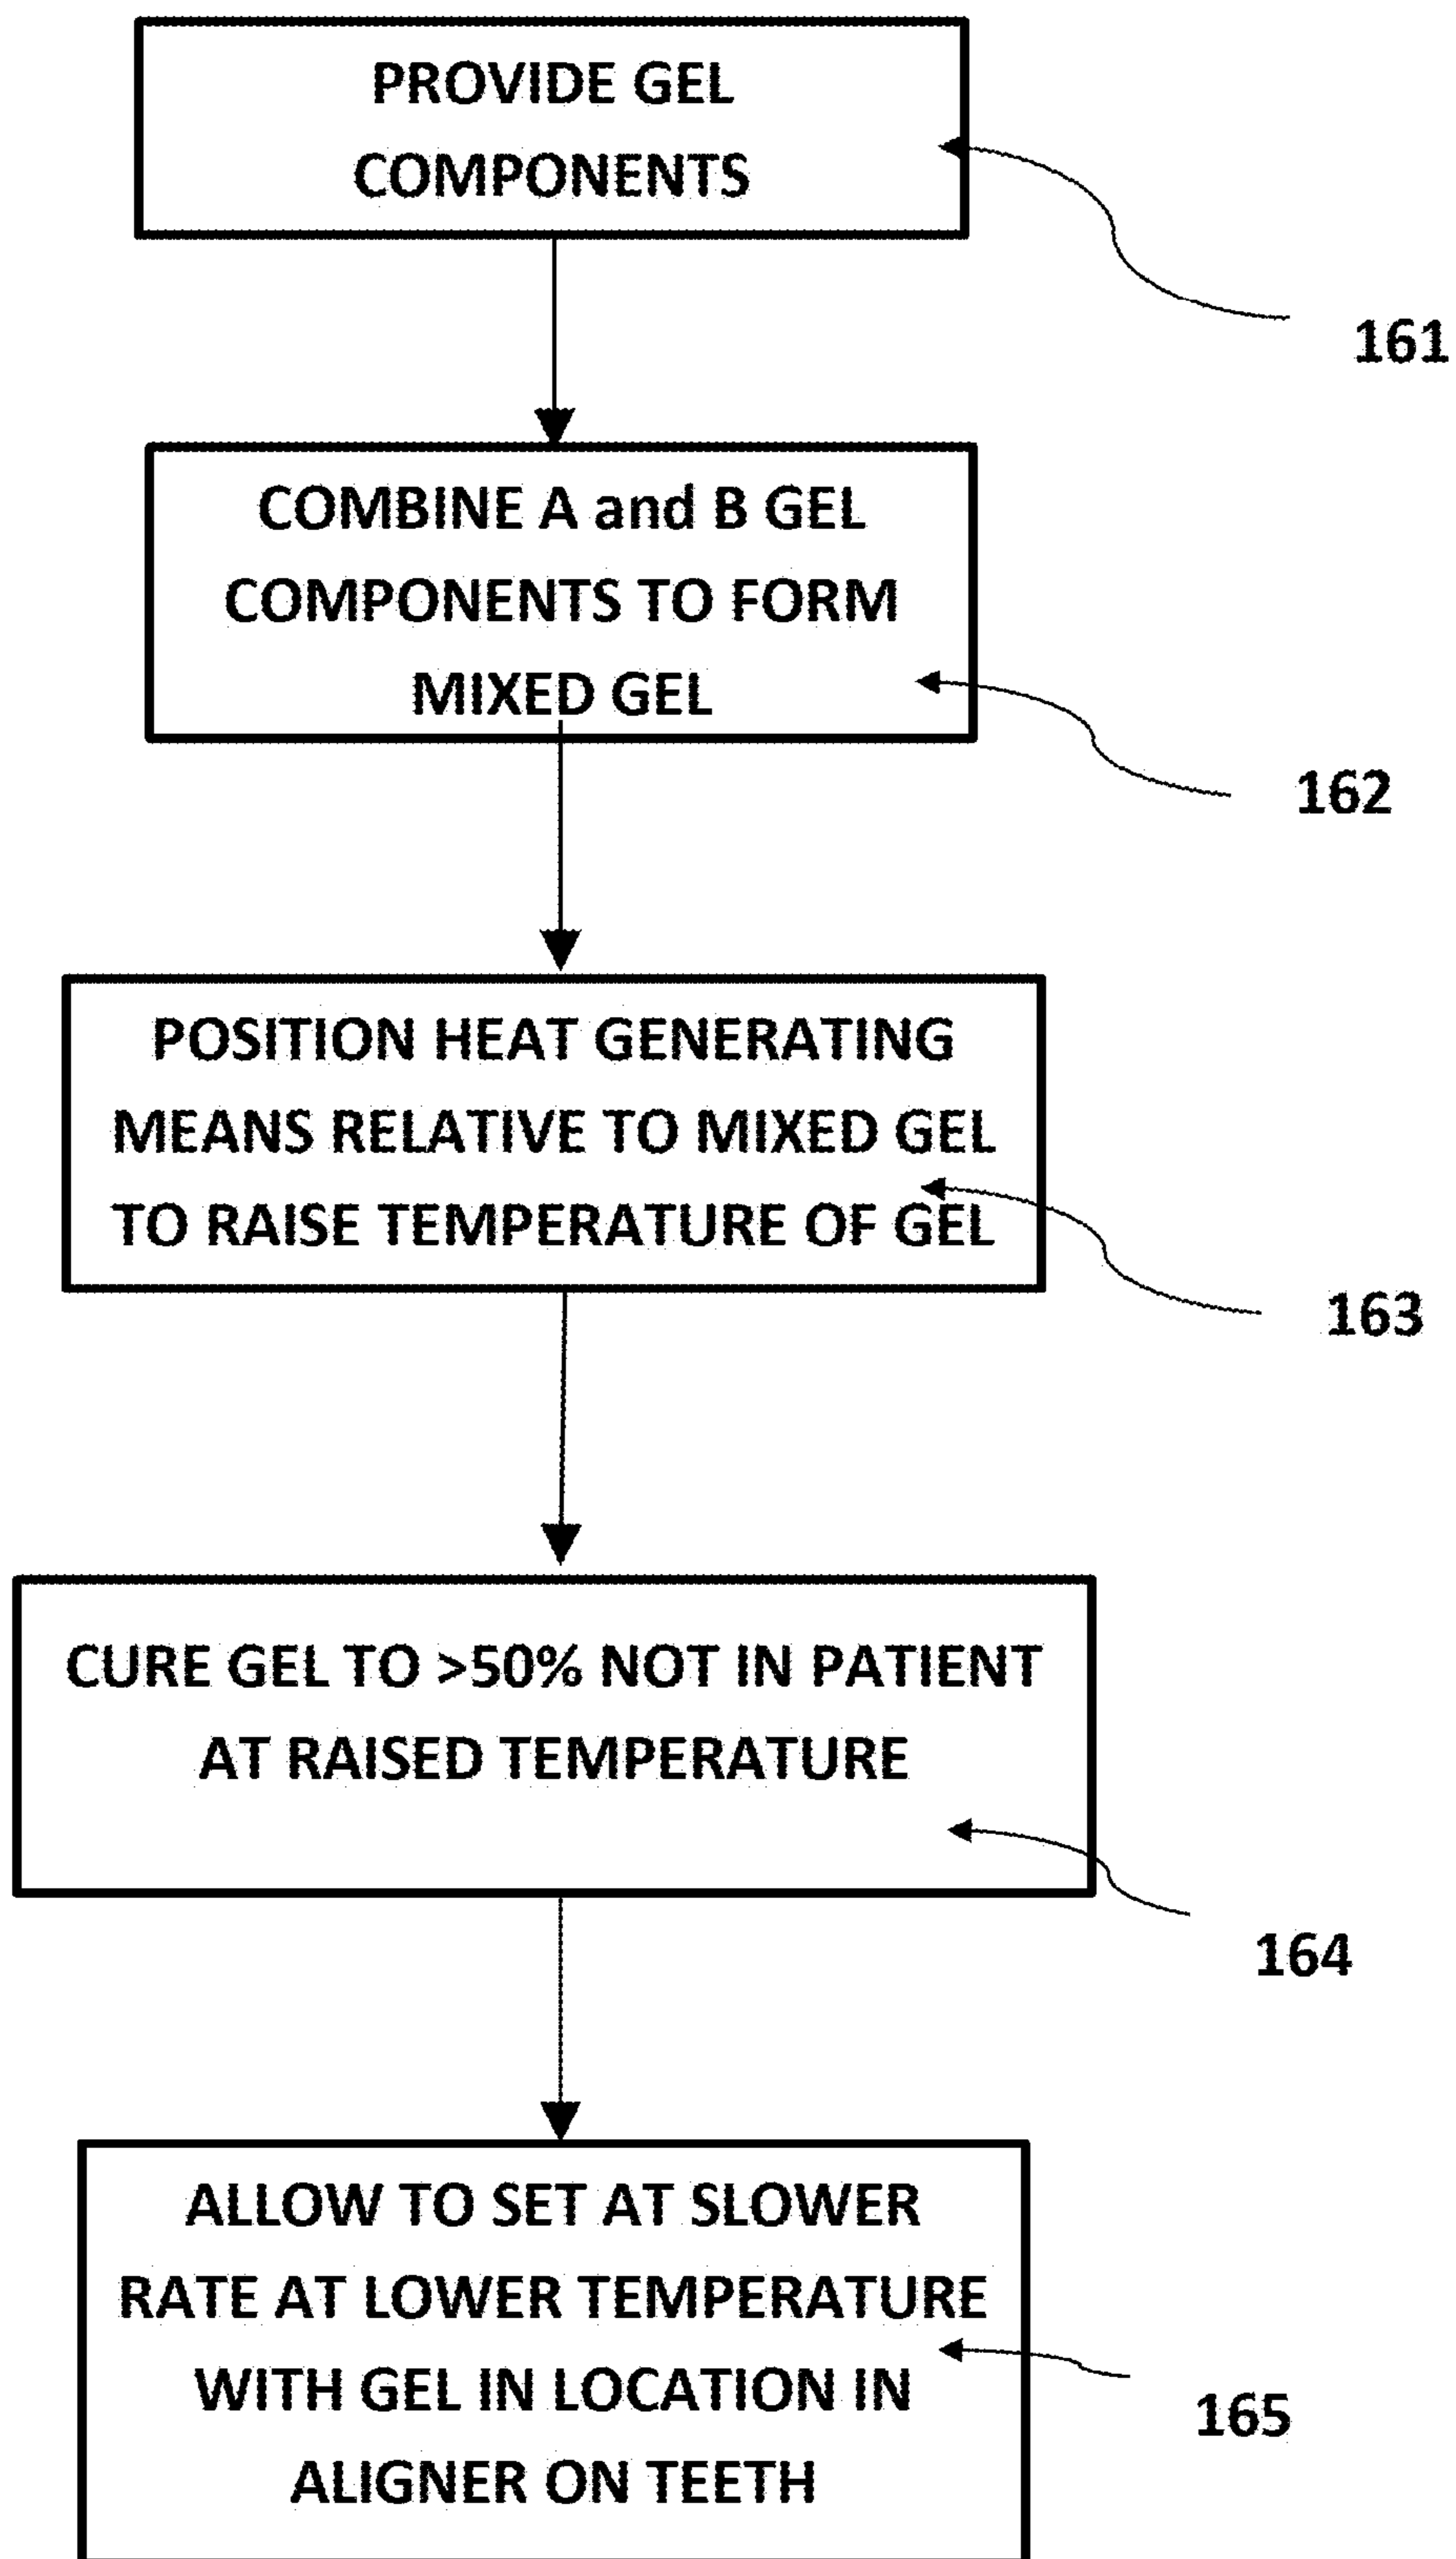 PROVIDE GEL
COMPONENTS
161
COMBINE A and B GEL
COMPONENTS TO FORM
MIXED GEL
162
POSITION HEAT GENERATING
MEANS RELATIVE TO MIXED GEL
TO RAISE TEMPERATURE OF GEL
163
CURE GEL TO >50% NOT IN PATIENT
AT RAISED TEMPERATURE
164
ALLOW TO SET AT SLOWER
RATE AT LOWER TEMPERATURE
WITH GEL IN LOCATION IN
ALIGNER ON TEETH
165